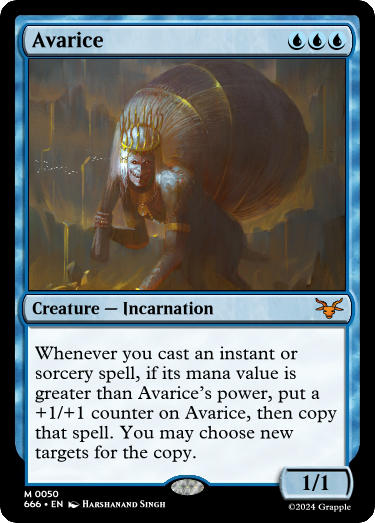 Avarice
Creature — Incarnation
Whenever you cast an instant or
sorcery spell, if its mana value is
greater than Avarice's power, put a
+1/+1 counter on Avarice, then copy
that spell. You may choose new
targets for the copy.
1/1
M 0050
666 • EN Harshanand Singh
©2024 Grapple